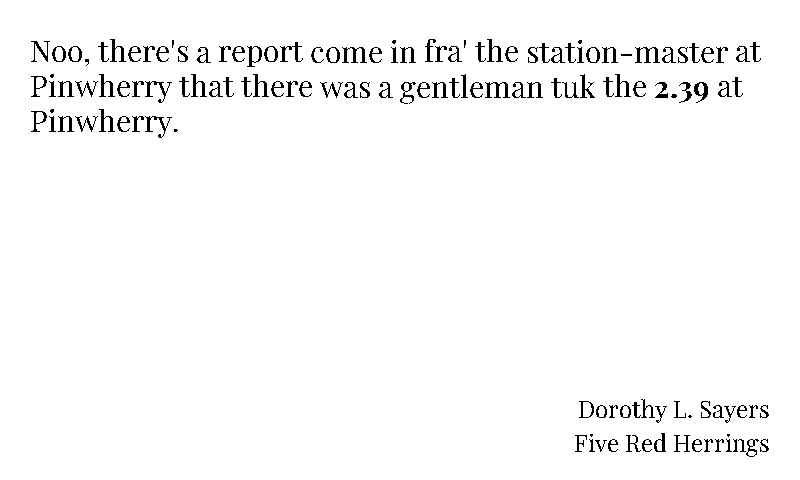 Noo, there's a report come in fra' the station-master at
Pinwherry that there was a gentleman tuk the 2.39 at
Pinwherry.
Dorothy L. Sayers
Five Red Herrings